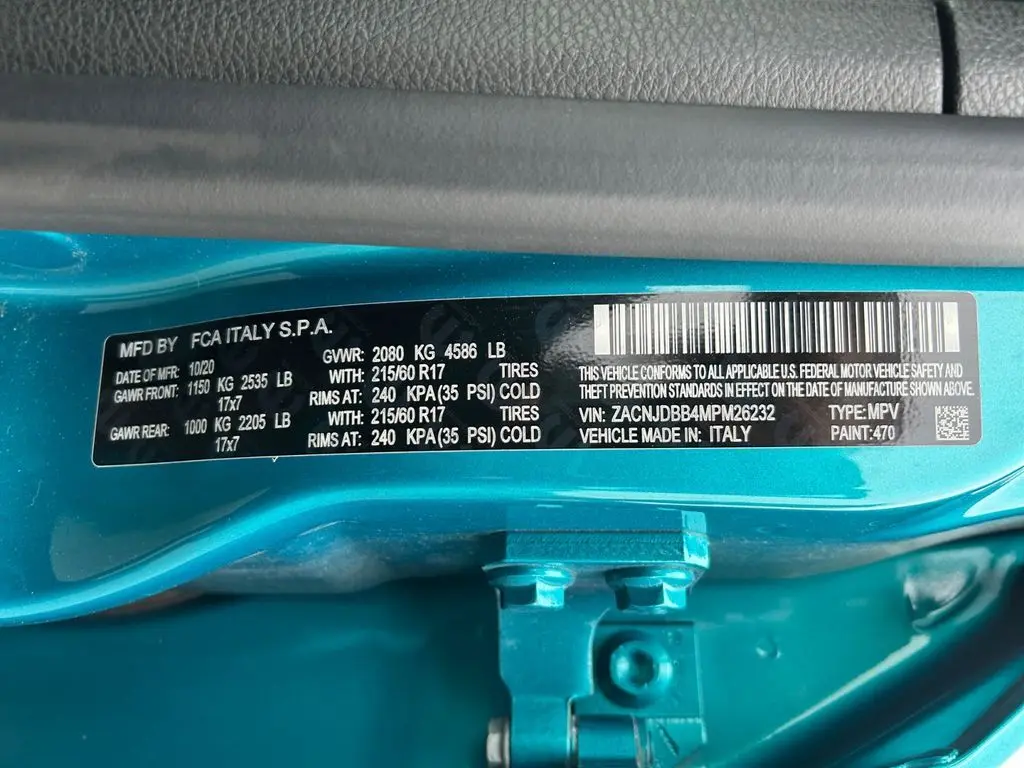 MFD BY FCA ITALY S.P.A.
DATE OF MFR: 10/20 GVWR: 2080 KG 4586 LB
GAWR FRONT: 1150 KG 2535 LB WITH: 215/60 R17 TIRES
17x7 RIMS AT: 240 KPA(35 PSI) COLD
GAWR REAR: 1000 KG 2205 LB WITH: 215/60 R17 TIRES
17x7 RIMS AT: 240 KPA(35 PSI) COLD
THIS VEHICLE CONFORMS TO ALL APPLICABLE U.S. FEDERAL MOTOR VEHICLE SAFETY AND
THEFT PREVENTION STANDARDS IN EFFECT ON THE DATE OF MANUFACTURE SHOWN ABOVE.
VIN: ZACNJDBB4MPM26232 TYPE: MPV
VEHICLE MADE IN: ITALY PAINT:470